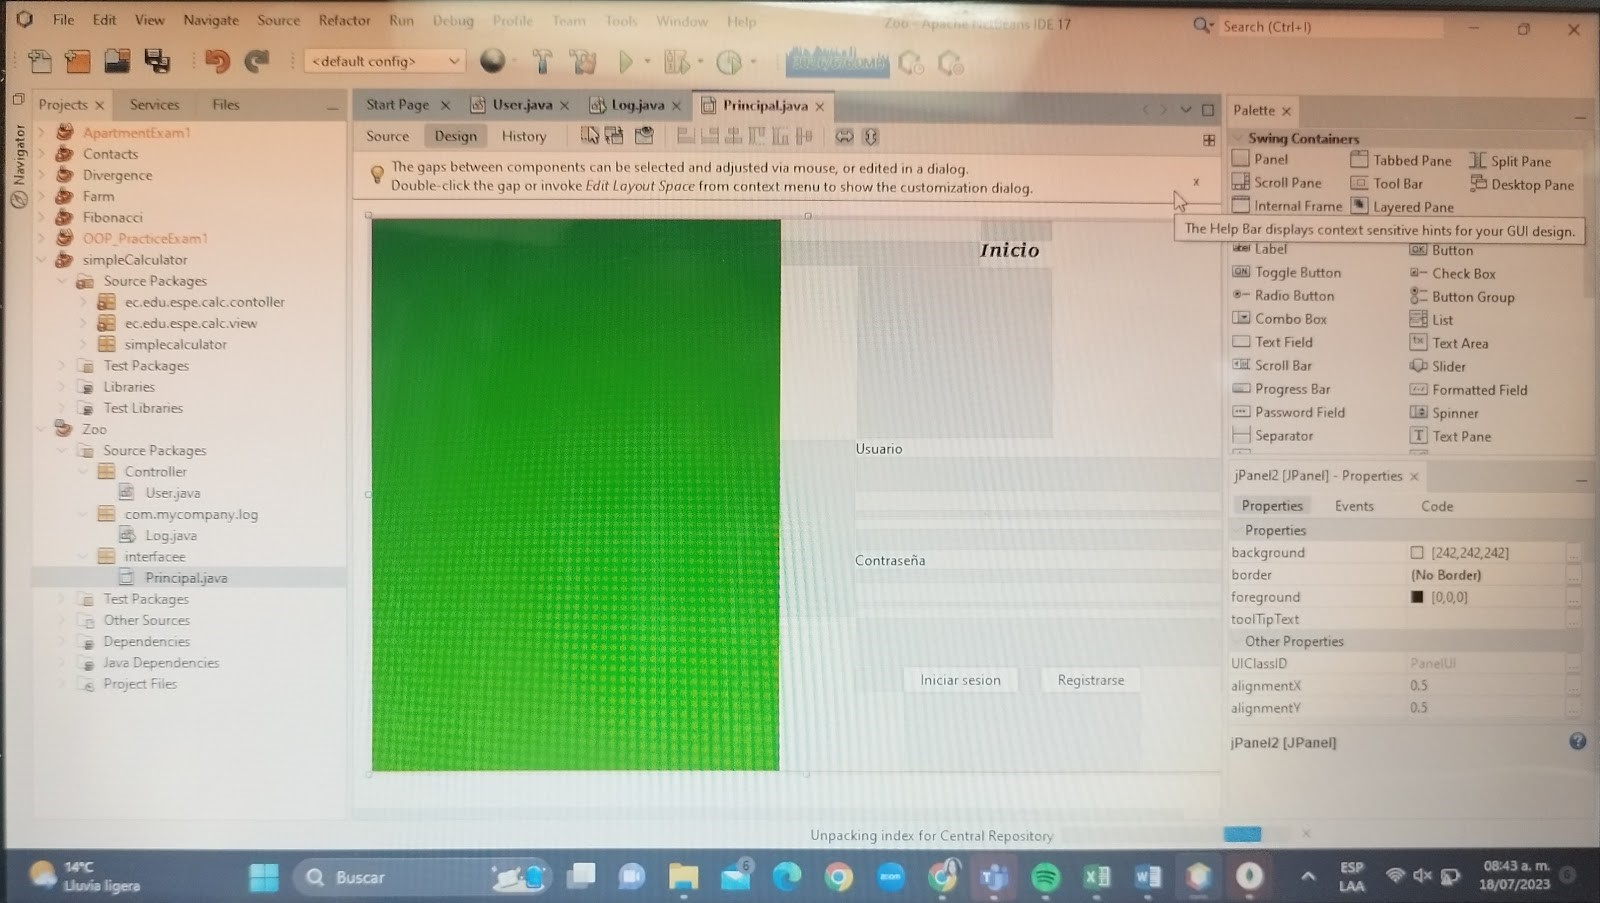 File Edit View Navigate Source Refactor Run Debug Profile Team Tools Window Help Zoo - Apache NetBeans IDE 17 Search (Ctrl+I)
<default config>
Projects Services Files
Start Page User.java Log.java Principal.java
Palette
Navigator
Source Design History
The gaps between components can be selected and adjusted via mouse, or edited in a dialog.
Double-click the gap or invoke Edit Layout Space from context menu to show the customization dialog.
x
ApartmentExam1
Contacts
Divergence
Farm
Fibonacci
OOP_PracticeExam1
simpleCalculator
Source Packages
ec.edu.espe.calc.contoller
ec.edu.espe.calc.view
simplecalculator
Test Packages
Libraries
Test Libraries
Zoo
Source Packages
Controller
User.java
com.mycompany.log
Log.java
interfacee
Principal.java
Test Packages
Other Sources
Dependencies
Java Dependencies
Project Files
Inicio
Usuario
Contraseña
Iniciar sesion Registrarse
Swing Containers
Panel Tabbed Pane Split Pane
Scroll Pane Tool Bar Desktop Pane
Internal Frame Layered Pane
The Help Bar displays context sensitive hints for your GUI design.
Label Button
Toggle Button Check Box
Radio Button Button Group
Combo Box List
Text Field Text Area
Scroll Bar Slider
Progress Bar Formatted Field
Password Field Spinner
Separator Text Pane
jPanel2 [JPanel] - Properties
Properties Events Code
Properties
background [242,242,242] ...
border (No Border) ...
foreground [0,0,0] ...
toolTipText ...
Other Properties
UIClassID PanelUI ...
alignmentX 0.5 ...
alignmentY 0.5 ...
jPanel2 [JPanel]
Unpacking index for Central Repository
14°C
Lluvia ligera
Buscar
6
zoom
ESP
LAA
08:43 a. m.
18/07/2023